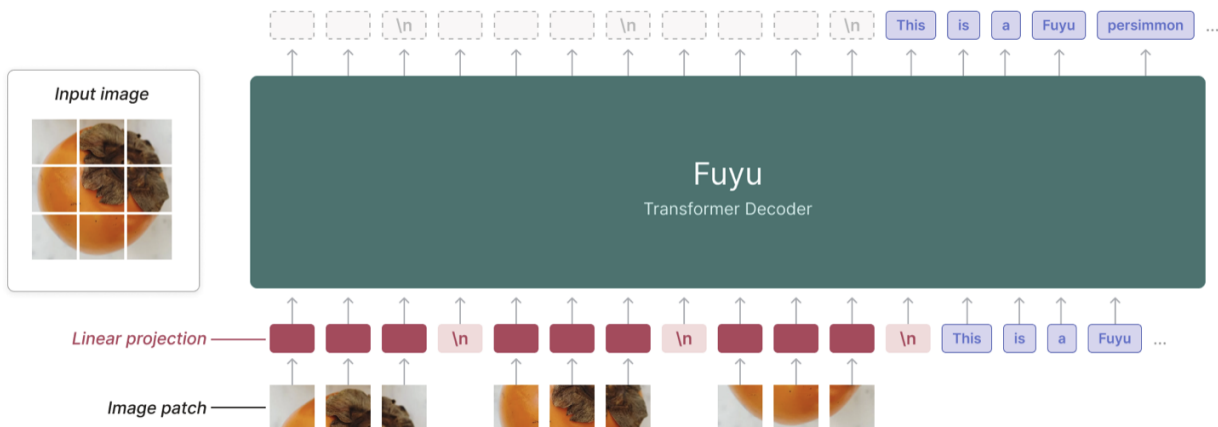 \n \n \n This is a Fuyu persimmon ...
Input image
Fuyu
Transformer Decoder
Linear projection \n \n \n This is a Fuyu ...
Image patch